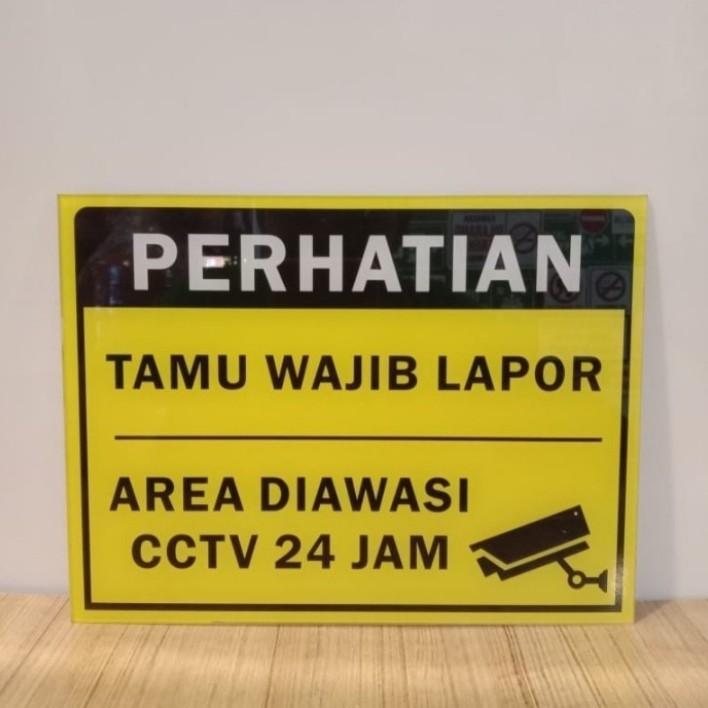 PERHATIAN
TAMU WAJIB LAPOR
AREA DIAWASI
CCTV 24 JAM